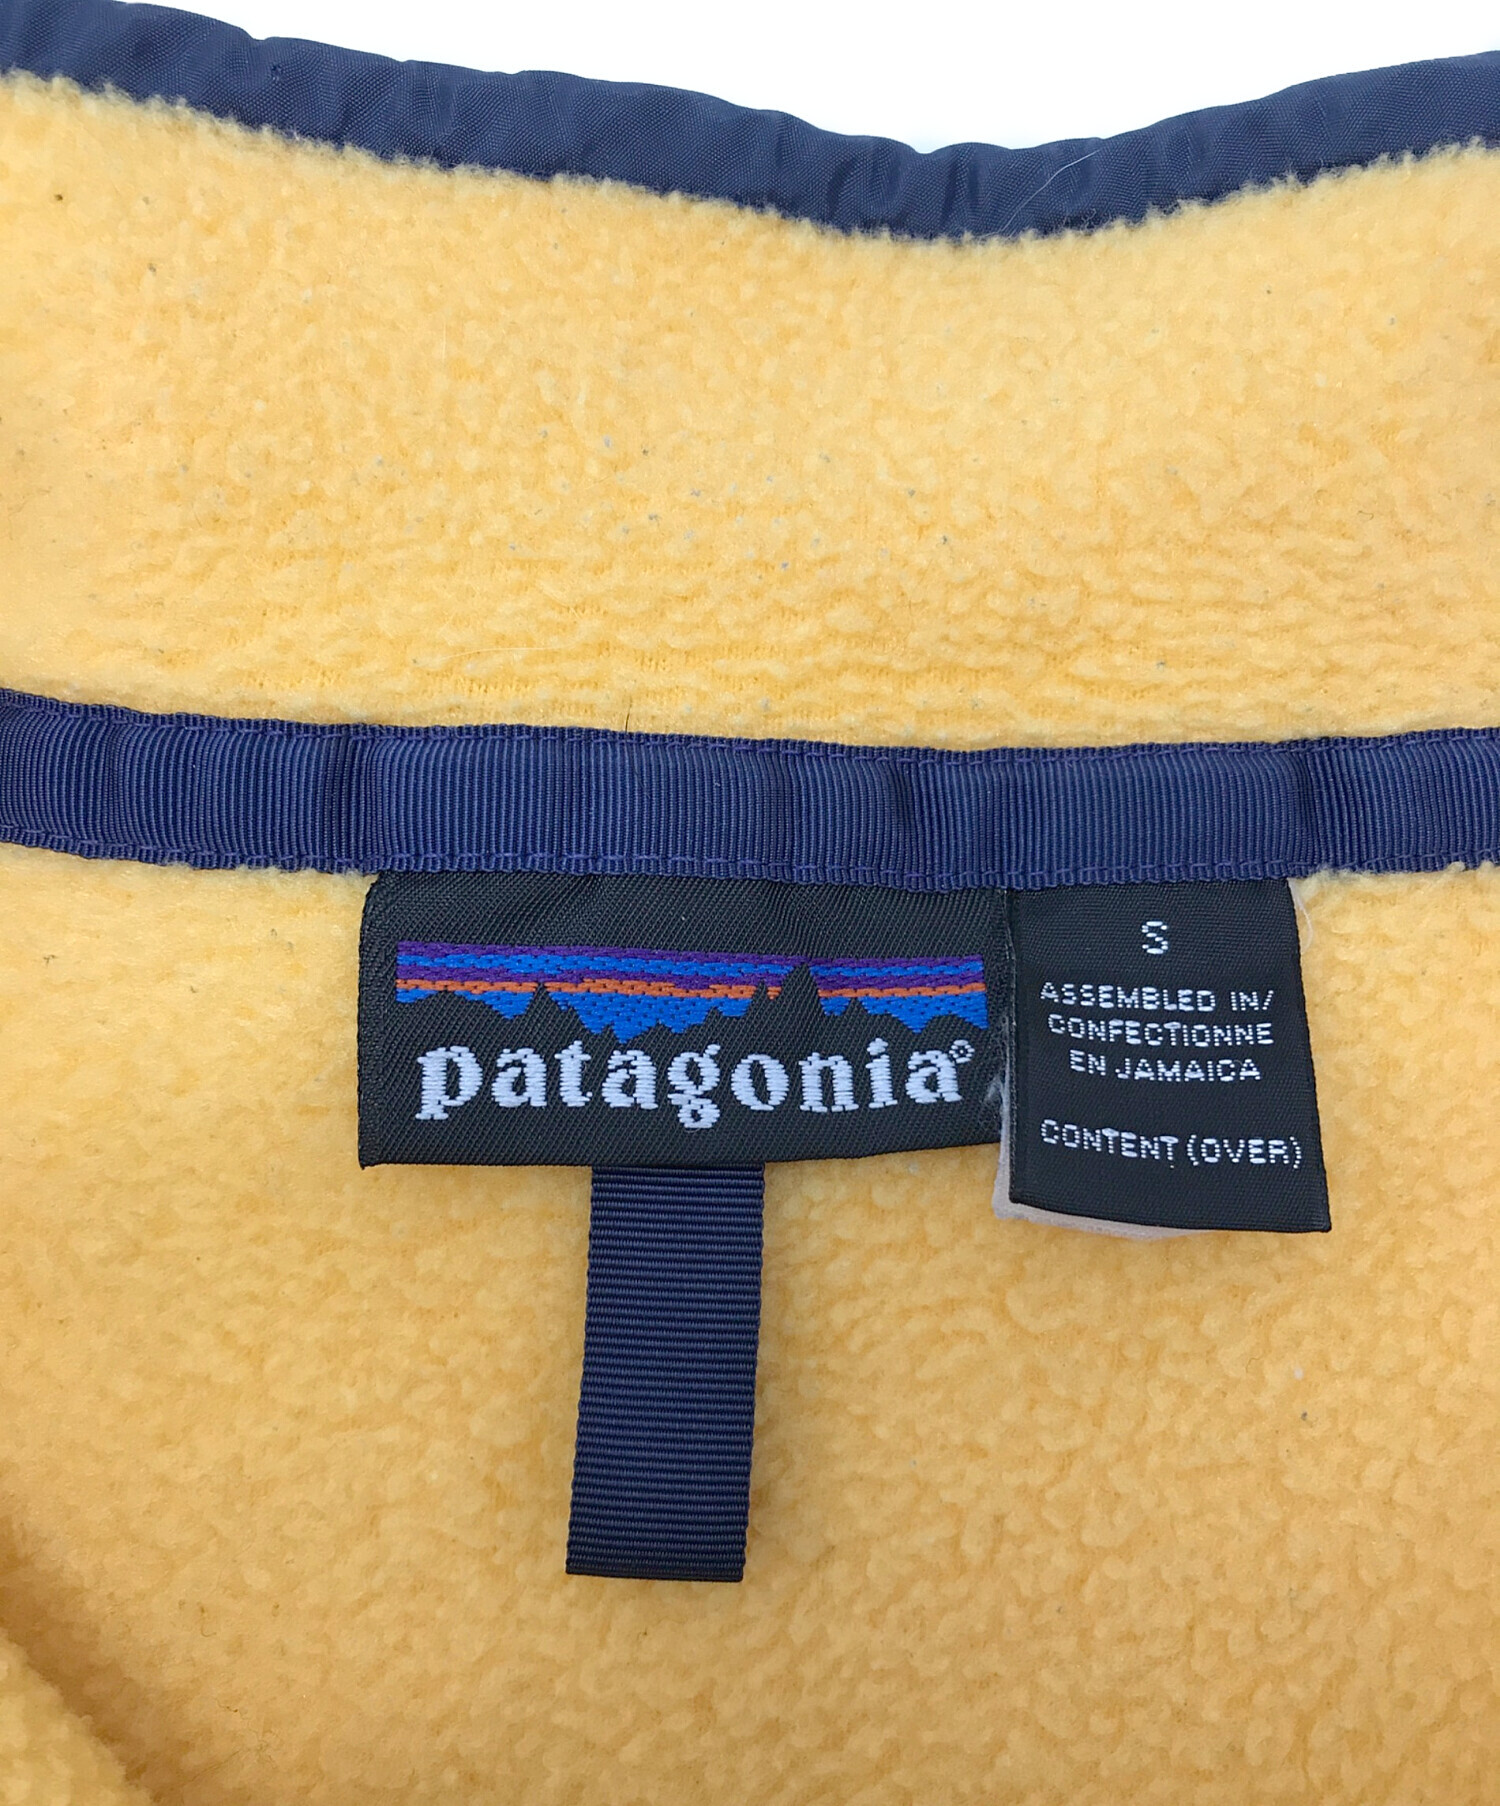 patagonia®
S
ASSEMBLED IN/
CONFECTIONNE
EN JAMAICA
CONTENT (OVER)